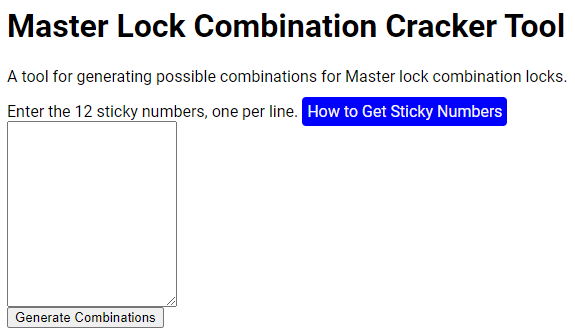 Master Lock Combination Cracker Tool
A tool for generating possible combinations for Master lock combination locks.
Enter the 12 sticky numbers, one per line. How to Get Sticky Numbers
Generate Combinations